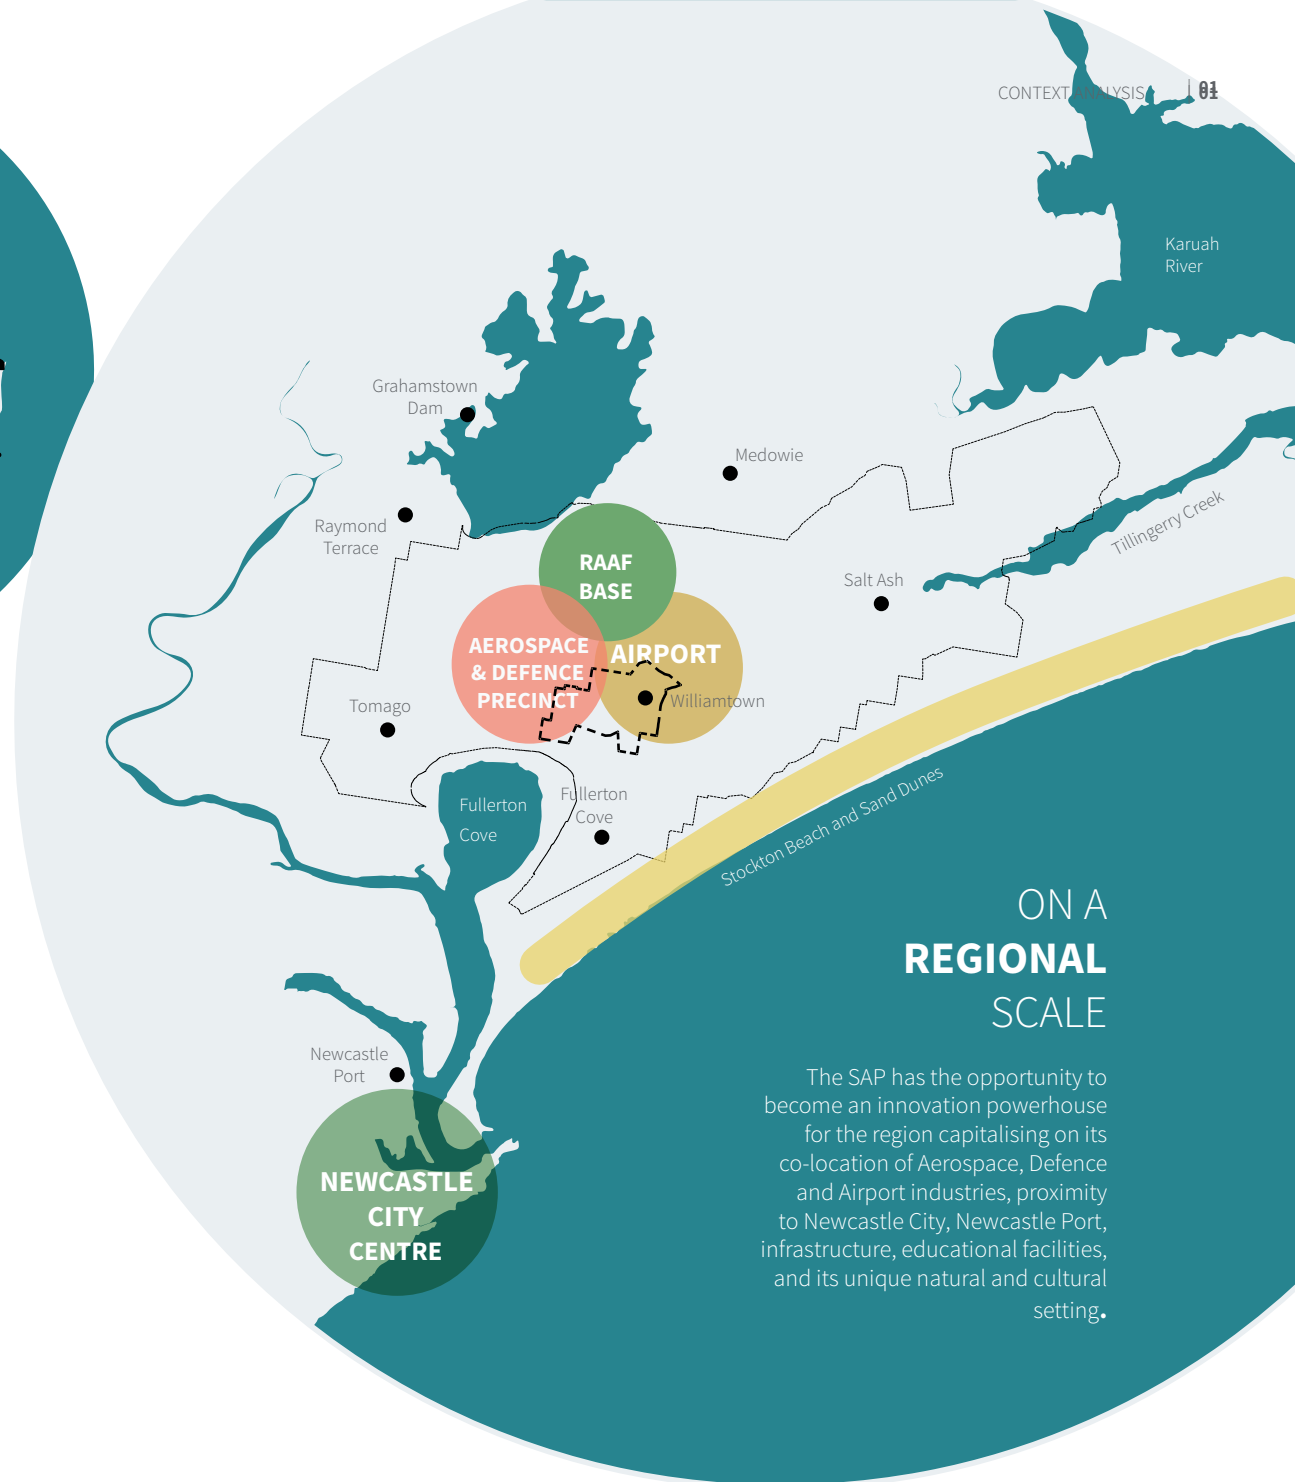 CONTEXT ANALYSIS | 01
Karuah
River
Grahamstown
Dam
Medowie
Raymond
Terrace
Tillingerry Creek
RAAF
BASE
Salt Ash
AEROSPACE
& DEFENCE
PRECINCT
AIRPORT
Williamtown
Tomago
Fullerton
Cove
Fullerton
Cove
Stockton Beach and Sand Dunes
ON A
REGIONAL
SCALE
Newcastle
Port
The SAP has the opportunity to
become an innovation powerhouse
for the region capitalising on its
co-location of Aerospace, Defence
and Airport industries, proximity
to Newcastle City, Newcastle Port,
infrastructure, educational facilities,
and its unique natural and cultural
setting.
NEWCASTLE
CITY
CENTRE